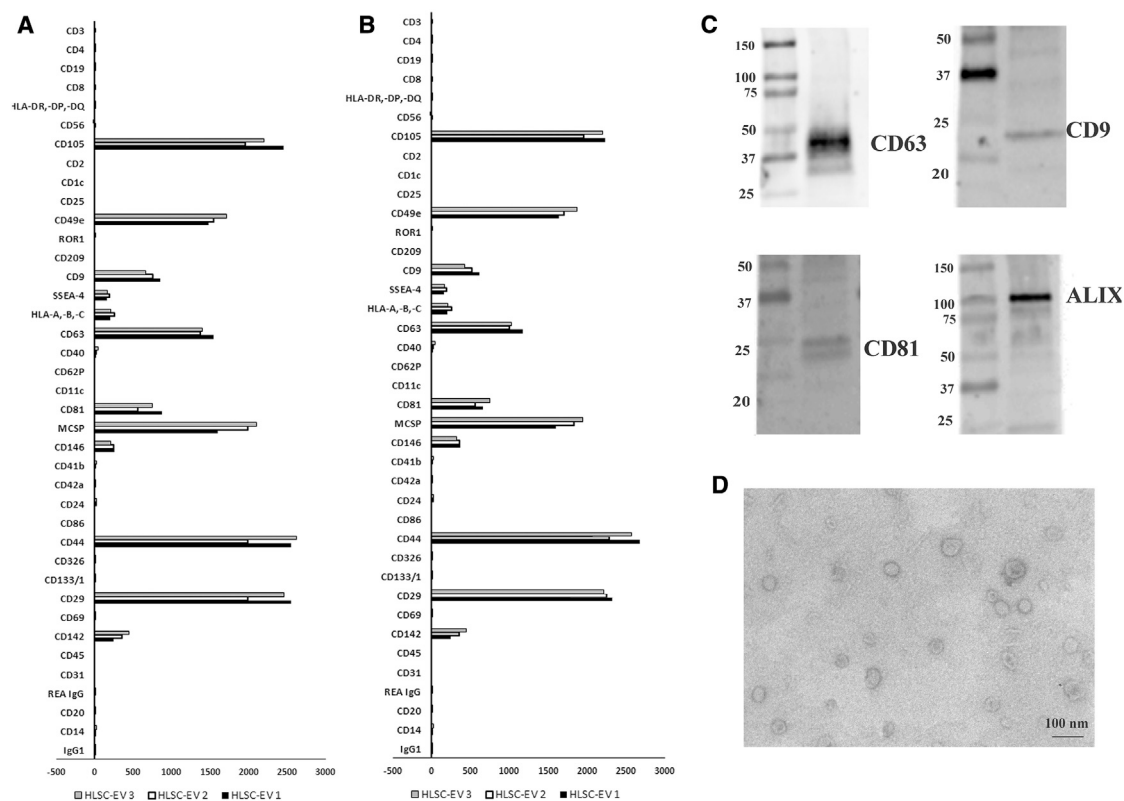 A
CD3
CD4
CD19
CD8
HLA-DR,-DP,-DQ
CD56
CD105
CD2
CD1c
CD25
CD49e
ROR1
CD209
CD9
SSEA-4
HLA-A,-B,-C
CD63
CD40
CD62P
CD11c
CD81
MCSP
CD146
CD41b
CD42a
CD24
CD86
CD44
CD326
CD133/1
CD29
CD69
CD142
CD45
CD31
REA IgG
CD20
CD14
IgG1
-500 0 500 1000 1500 2000 2500 3000
HLSC-EV 3 HLSC-EV 2 HLSC-EV 1
B
CD3
CD4
CD19
CD8
HLA-DR,-DP,-DQ
CD56
CD105
CD2
CD1c
CD25
CD49e
ROR1
CD209
CD9
SSEA-4
HLA-A,-B,-C
CD63
CD40
CD62P
CD11c
CD81
MCSP
CD146
CD41b
CD42a
CD24
CD86
CD44
CD326
CD133/1
CD29
CD69
CD142
CD45
CD31
REA IgG
CD20
CD14
IgG1
-500 0 500 1000 1500 2000 2500 3000
HLSC-EV 3 HLSC-EV 2 HLSC-EV 1
C
150
100
75
50
37
25
CD63
50
37
25
20
CD9
50
37
25
20
CD81
150
100
75
50
37
25
ALIX
D
100 nm